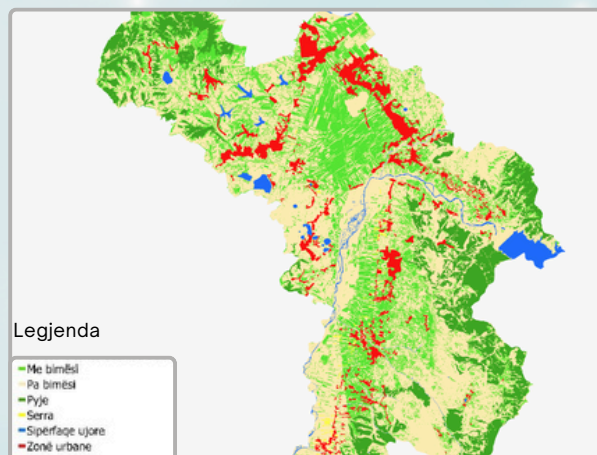 Legjenda
Me bimësi
Pa bimësi
Pyje
Serra
Sipërfaqe ujore
Zonë urbane